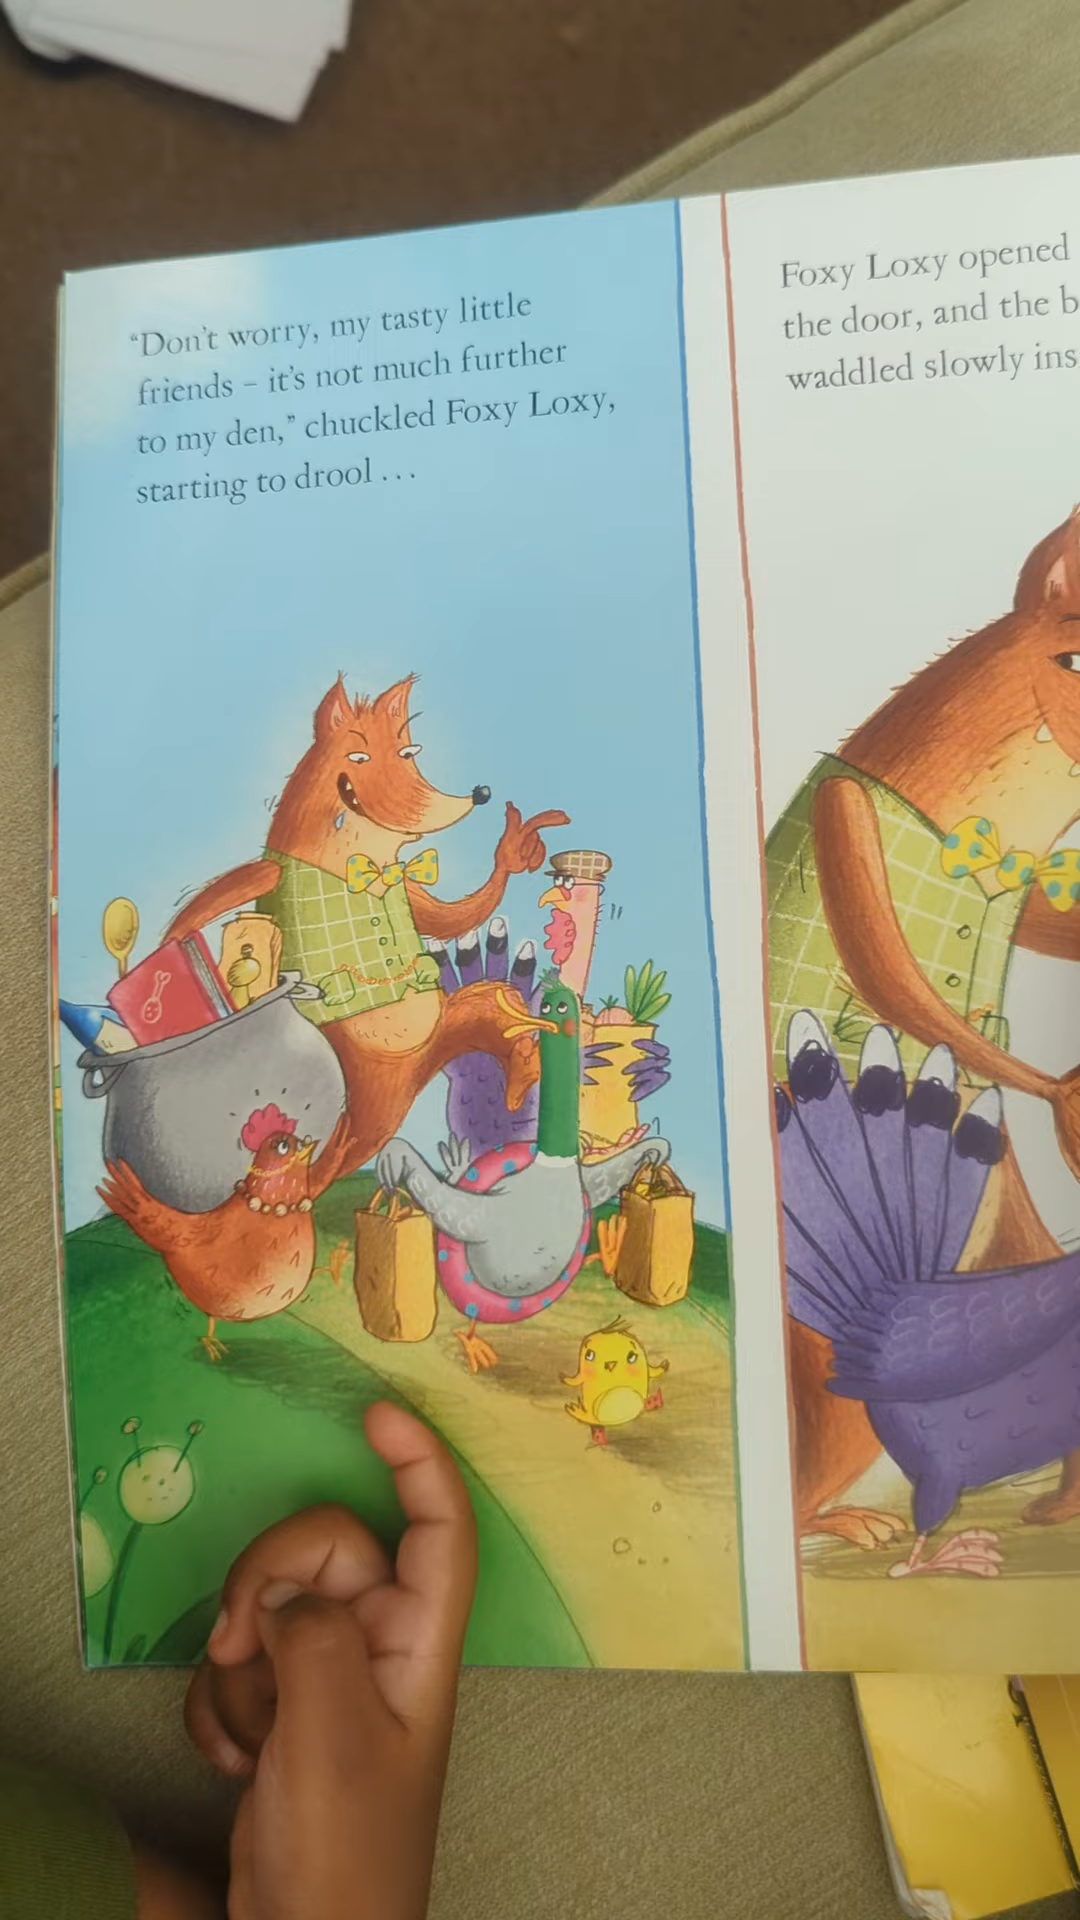 “Don’t worry, my tasty little
friends – it’s not much further
to my den,” chuckled Foxy Loxy,
starting to drool . . .
Foxy Loxy opened
the door, and the b
waddled slowly ins